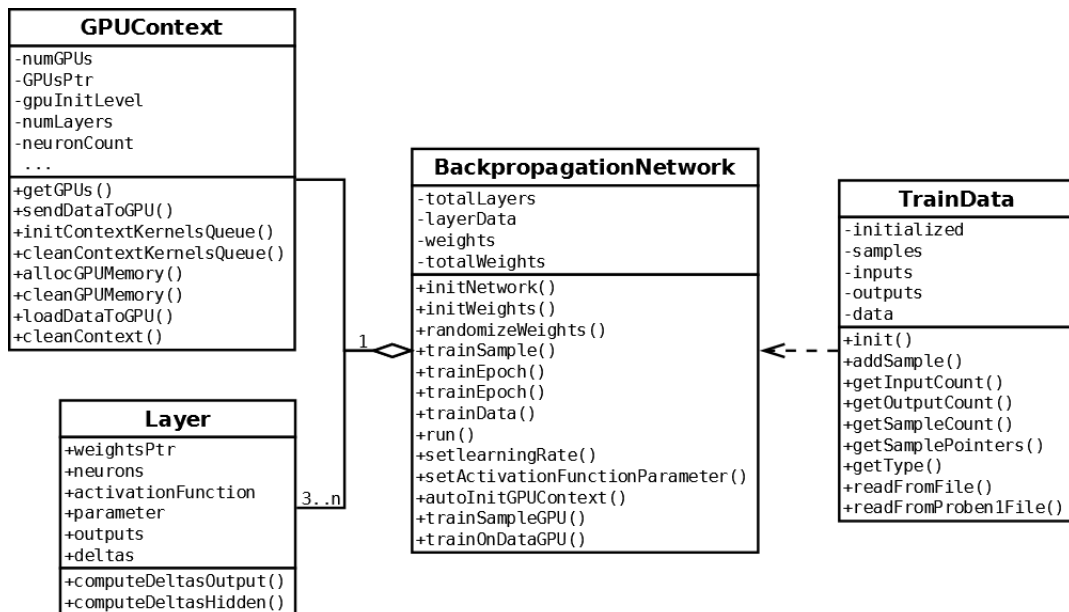 GPUContext
-numGPUs
-GPUsPtr
-gpuInitLevel
-numLayers
-neuronCount
...
+getGPUs()
+sendDataToGPU()
+initContextKernelsQueue()
+cleanContextKernelsQueue()
+allocGPUMemory()
+cleanGPUMemory()
+loadDataToGPU()
+cleanContext()
Layer
+weightsPtr
+neurons
+activationFunction
+parameter
+outputs
+deltas
+computeDeltasOutput()
+computeDeltasHidden()
1
3..n
BackpropagationNetwork
-totalLayers
-layerData
-weights
-totalWeights
+initNetwork()
+initWeights()
+randomizeWeights()
+trainSample()
+trainEpoch()
+trainEpoch()
+trainData()
+run()
+setlearningRate()
+setActivationFunctionParameter()
+autoInitGPUContext()
+trainSampleGPU()
+trainOnDataGPU()
TrainData
-initialized
-samples
-inputs
-outputs
-data
+init()
+addSample()
+getInputCount()
+getOutputCount()
+getSampleCount()
+getSamplePointers()
+getType()
+readFromFile()
+readFromProben1File()